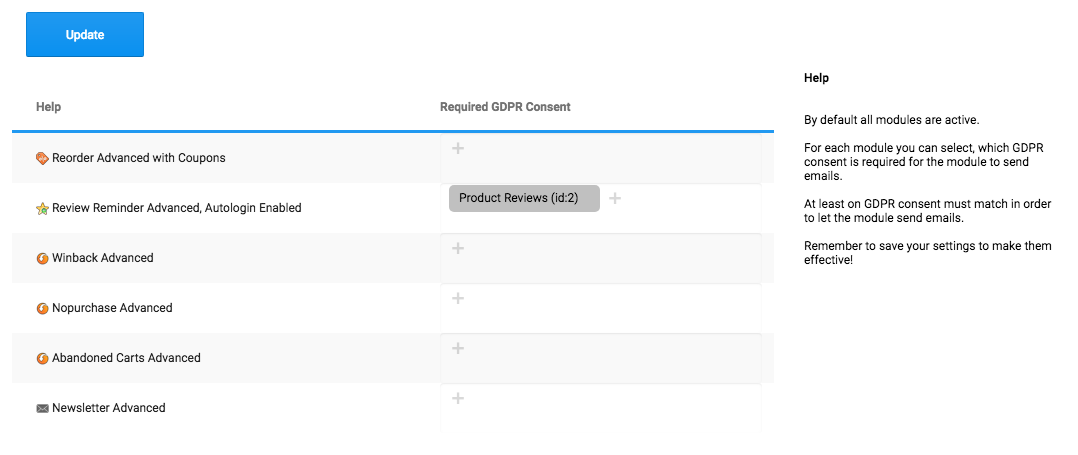 Update
Help
Required GDPR Consent
Reorder Advanced with Coupons
Review Reminder Advanced, Autologin Enabled
Product Reviews (id:2)
Winback Advanced
Nopurchase Advanced
Abandoned Carts Advanced
Newsletter Advanced
Help
By default all modules are active.
For each module you can select, which GDPR
consent is required for the module to send
emails.
At least on GDPR consent must match in order
to let the module send emails.
Remember to save your settings to make them
effective!